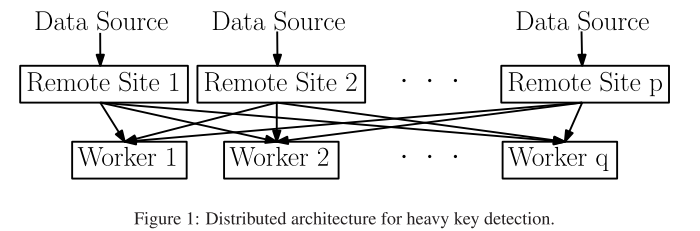 Data Source Data Source Data Source
Remote Site 1 Remote Site 2 · · · Remote Site p
Worker 1 Worker 2 · · · Worker q
Figure 1: Distributed architecture for heavy key detection.